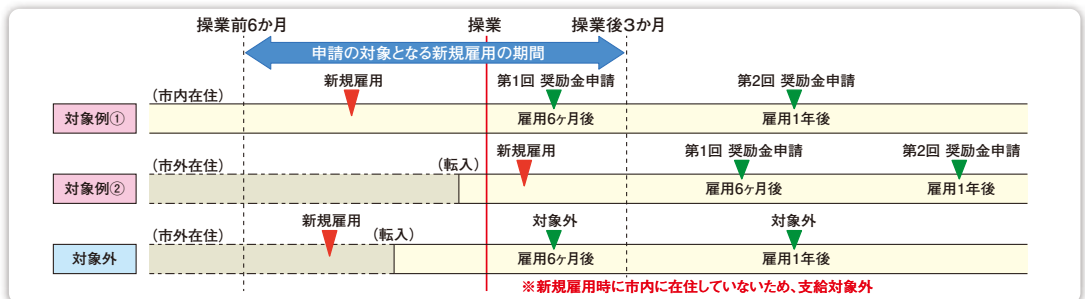 操業前6か月 操業 操業後3か月
申請の対象となる新規雇用の期間
新規雇用 第1回 奨励金申請 第2回 奨励金申請
(市内在住)
対象例① 雇用6ヶ月後 雇用1年後
(市外在住) (転入) 新規雇用 第1回 奨励金申請 第2回 奨励金申請
対象例② 雇用6ヶ月後 雇用1年後
(市外在住) 新規雇用 (転入) 対象外 対象外
対象外 雇用6ヶ月後 雇用1年後
※新規雇用時に市内に在住していないため、支給対象外